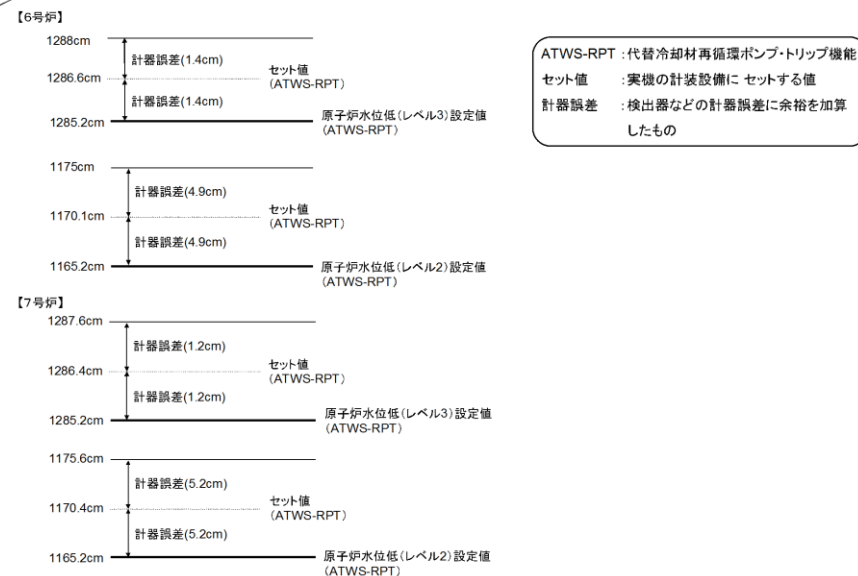 【6号炉】
1288cm
計器誤差(1.4cm)
1286.6cm
セット値
(ATWS-RPT)
計器誤差(1.4cm)
1285.2cm
原子炉水位低(レベル3)設定値
(ATWS-RPT)
1175cm
計器誤差(4.9cm)
1170.1cm
セット値
(ATWS-RPT)
計器誤差(4.9cm)
1165.2cm
原子炉水位低(レベル2)設定値
(ATWS-RPT)
【7号炉】
1287.6cm
計器誤差(1.2cm)
1286.4cm
セット値
(ATWS-RPT)
計器誤差(1.2cm)
1285.2cm
原子炉水位低(レベル3)設定値
(ATWS-RPT)
1175.6cm
計器誤差(5.2cm)
1170.4cm
セット値
(ATWS-RPT)
計器誤差(5.2cm)
1165.2cm
原子炉水位低(レベル2)設定値
(ATWS-RPT)
ATWS-RPT :代替冷却材再循環ポンプ・トリップ機能
セット値 :実機の計装設備に セットする値
計器誤差 :検出器などの計器誤差に余裕を加算
したもの